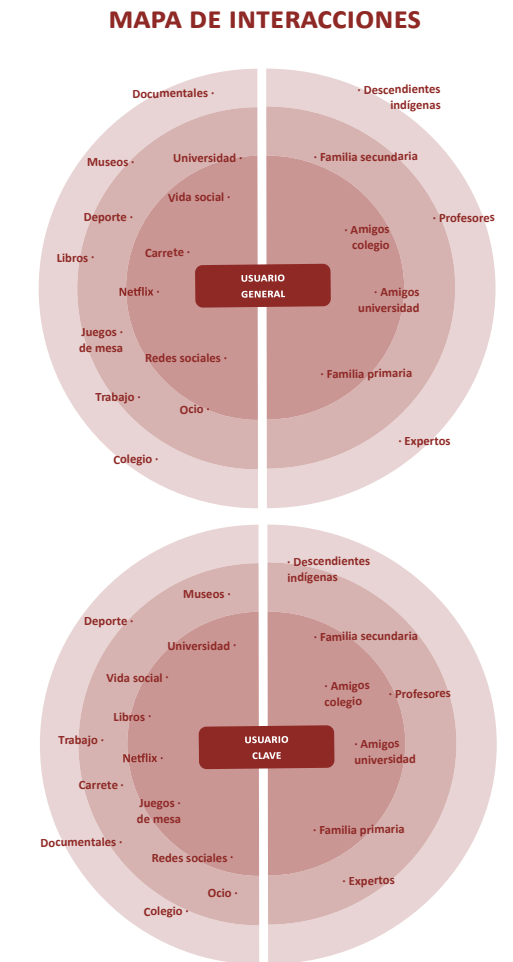 MAPA DE INTERACCIONES
Documentales ·
Universidad ·
Museos ·
Vida social ·
Deporte ·
Carrete ·
Libros ·
Netflix ·
Juegos ·
de mesa
Redes sociales ·
Trabajo ·
Ocio ·
Colegio ·
USUARIO
GENERAL
· Descendientes
indígenas
· Familia secundaria
· Profesores
· Amigos
colegio
· Amigos
universidad
· Familia primaria
· Expertos
Museos ·
Deporte ·
Universidad ·
Vida social ·
Libros ·
Trabajo ·
Netflix ·
Carrete ·
Juegos ·
de mesa
Documentales ·
Redes sociales ·
Ocio ·
Colegio ·
USUARIO
CLAVE
· Descendientes
indígenas
· Familia secundaria
· Amigos
colegio
· Profesores
· Amigos
universidad
· Familia primaria
· Expertos